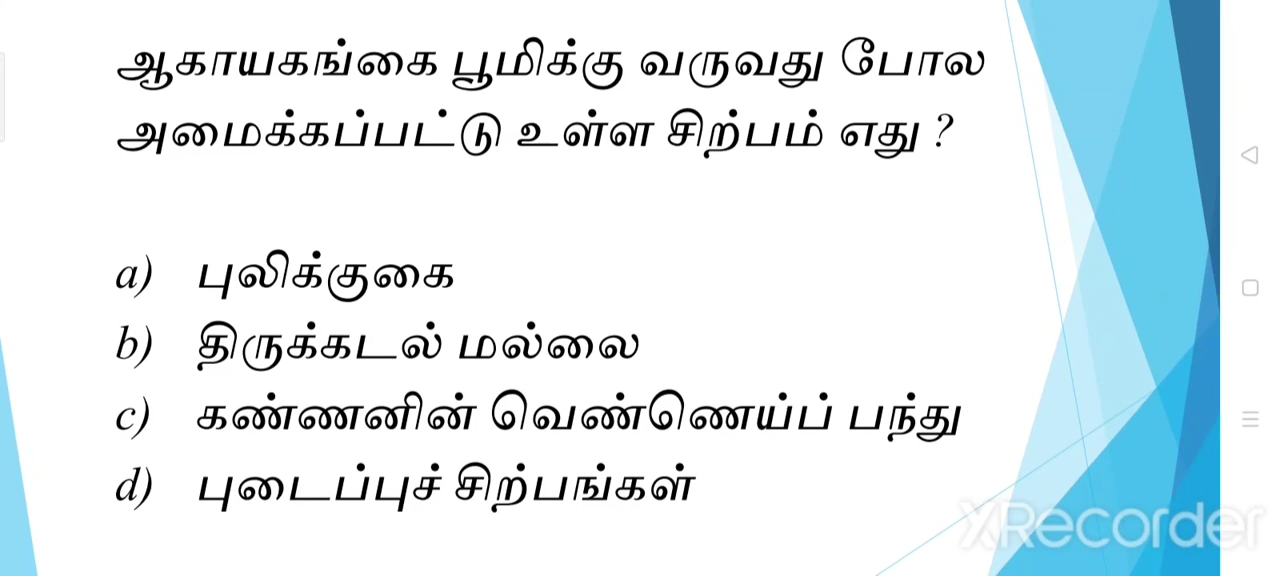 ஆகாயகங்கை பூமிக்கு வருவது போல
அமைக்கப்பட்டு உள்ள சிற்பம் எது ?
a) புலிக்குகை
b) திருக்கடல் மல்லை
c) கண்ணனின் வெண்ணெய்ப் பந்து
d) புடைப்புச் சிற்பங்கள்
XRecorder